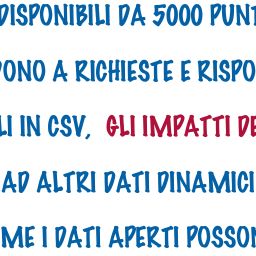 DISPONIBILI DA 5000 PUNT
PONO A RICHIESTE E RISPO
LI IN CSV, GLI IMPATTI DE
AD ALTRI DATI DINAMICI
ME I DATI APERTI POSSON